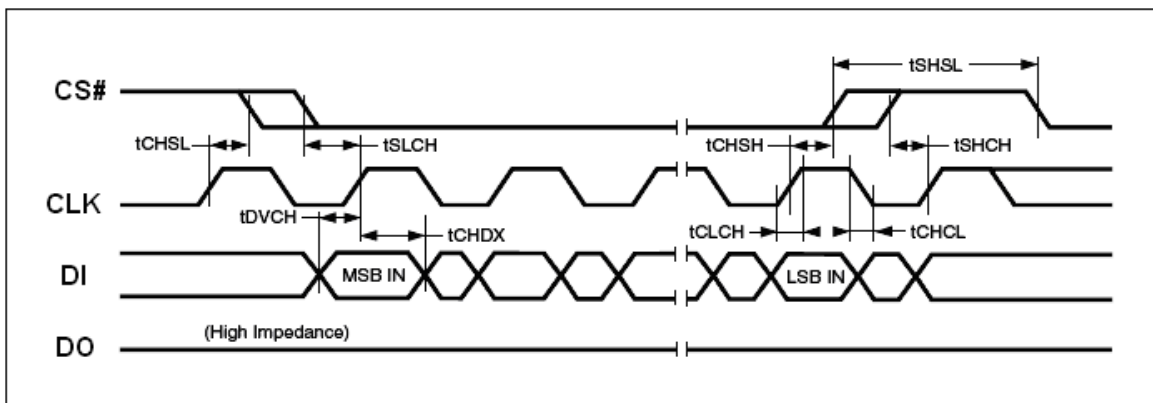 tSHSL
CS#
tCHSL
tSLCH
tCHSH
tSHCH
CLK
tDVCH
tCHDX
tCLCH
tCHCL
DI
MSB IN
LSB IN
(High Impedance)
DO